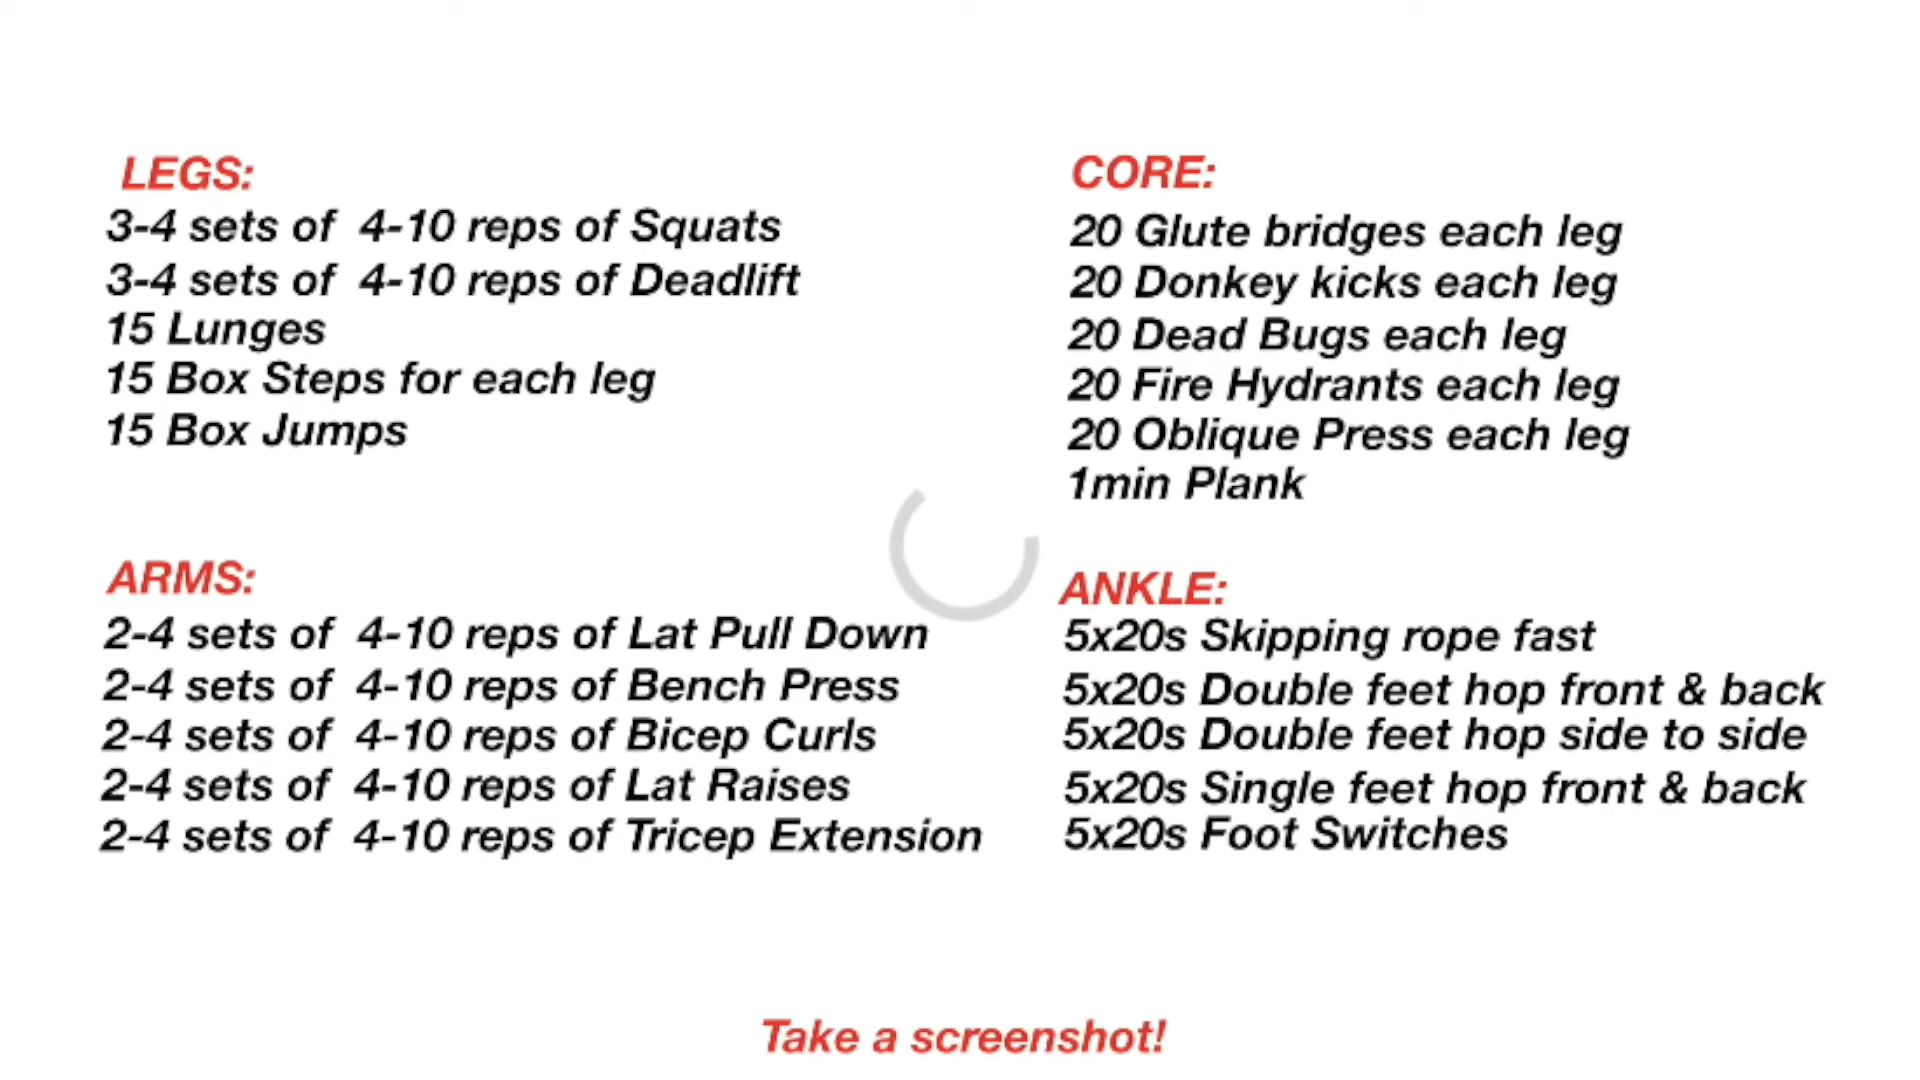 LEGS:
3-4 sets of 4-10 reps of Squats
3-4 sets of 4-10 reps of Deadlift
15 Lunges
15 Box Steps for each leg
15 Box Jumps
ARMS:
2-4 sets of 4-10 reps of Lat Pull Down
2-4 sets of 4-10 reps of Bench Press
2-4 sets of 4-10 reps of Bicep Curls
2-4 sets of 4-10 reps of Lat Raises
2-4 sets of 4-10 reps of Tricep Extension
CORE:
20 Glute bridges each leg
20 Donkey kicks each leg
20 Dead Bugs each leg
20 Fire Hydrants each leg
20 Oblique Press each leg
1min Plank
ANKLE:
5x20s Skipping rope fast
5x20s Double feet hop front & back
5x20s Double feet hop side to side
5x20s Single feet hop front & back
5x20s Foot Switches
Take a screenshot!